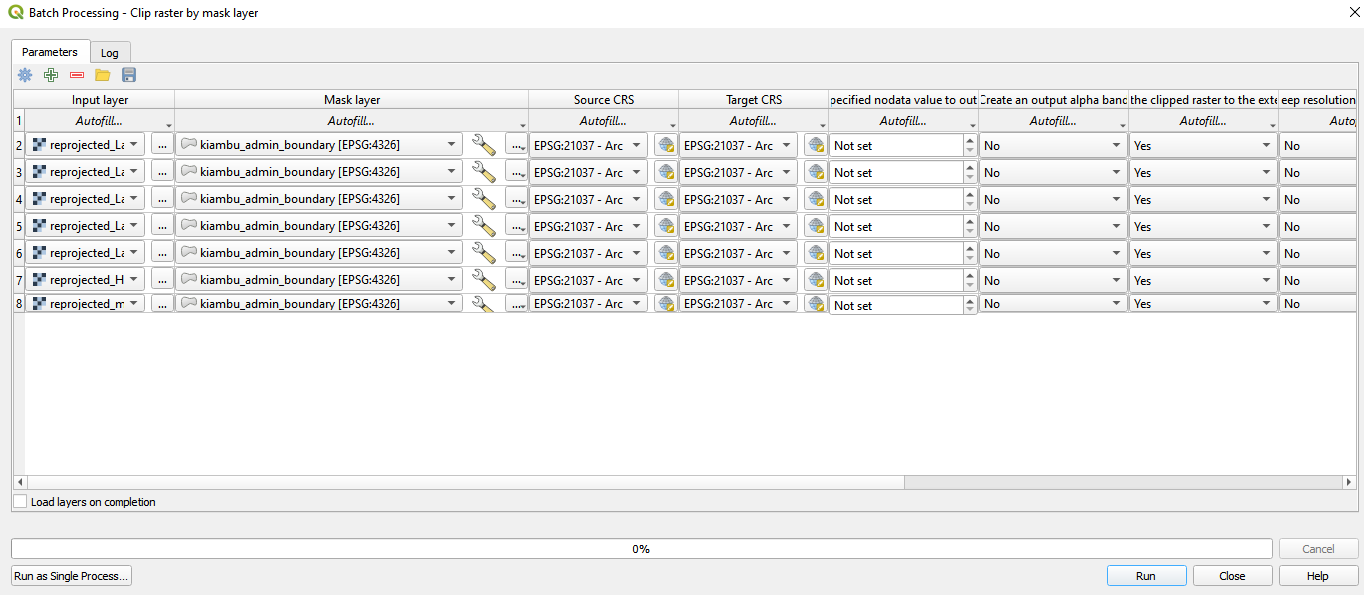 Batch Processing - Clip raster by mask layer
Parameters Log
Input layer Mask layer Source CRS Target CRS pecified nodata value to out Create an output alpha band the clipped raster to the exte eep resolution
1 Autofill... Autofill... Autofill... Autofill... Autofill... Autofill... Autofill... Auto
2 reprojected_La ... kiambu_admin_boundary [EPSG:4326] ... EPSG:21037 - Arc EPSG:21037 - Arc Not set No Yes No
3 reprojected_La ... kiambu_admin_boundary [EPSG:4326] ... EPSG:21037 - Arc EPSG:21037 - Arc Not set No Yes No
4 reprojected_La ... kiambu_admin_boundary [EPSG:4326] ... EPSG:21037 - Arc EPSG:21037 - Arc Not set No Yes No
5 reprojected_La ... kiambu_admin_boundary [EPSG:4326] ... EPSG:21037 - Arc EPSG:21037 - Arc Not set No Yes No
6 reprojected_La ... kiambu_admin_boundary [EPSG:4326] ... EPSG:21037 - Arc EPSG:21037 - Arc Not set No Yes No
7 reprojected_H ... kiambu_admin_boundary [EPSG:4326] ... EPSG:21037 - Arc EPSG:21037 - Arc Not set No Yes No
8 reprojected_m ... kiambu_admin_boundary [EPSG:4326] ... EPSG:21037 - Arc EPSG:21037 - Arc Not set No Yes No
Load layers on completion
0% Cancel
Run as Single Process... Run Close Help